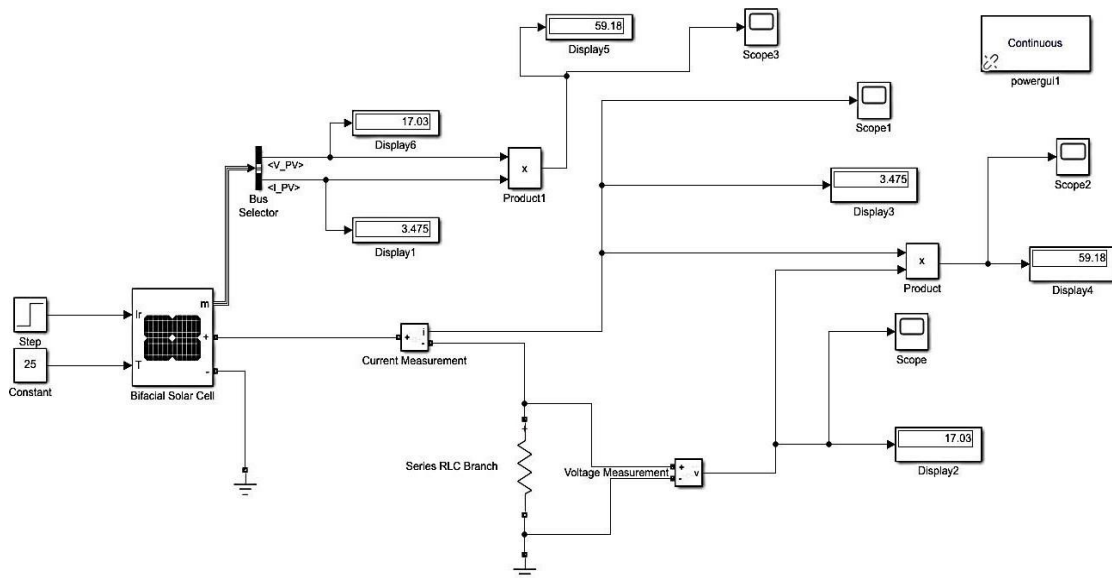 59.18
Display5
Scope3
Continuous
powergui1
Scope1
17.03
Display6
<V_PV>
<I_PV>
Bus
Selector
x
Product1
3.475
Display3
Scope2
3.475
Display1
x
Product
59.18
Display4
Step
Ir
m
+
25
Constant
T
-
Bifacial Solar Cell
+
i
-
Current Measurement
Scope
+
Series RLC Branch
Voltage Measurement
+
-
v
17.03
Display2